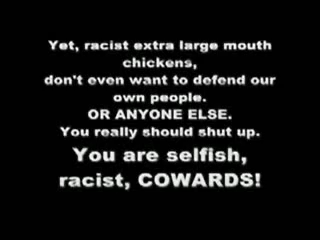 Yet, racist extra large mouth
chickens,
don't even want to defend our
own people.
OR ANYONE ELSE.
You really should shut up.
You are selfish,
racist, COWARDS!